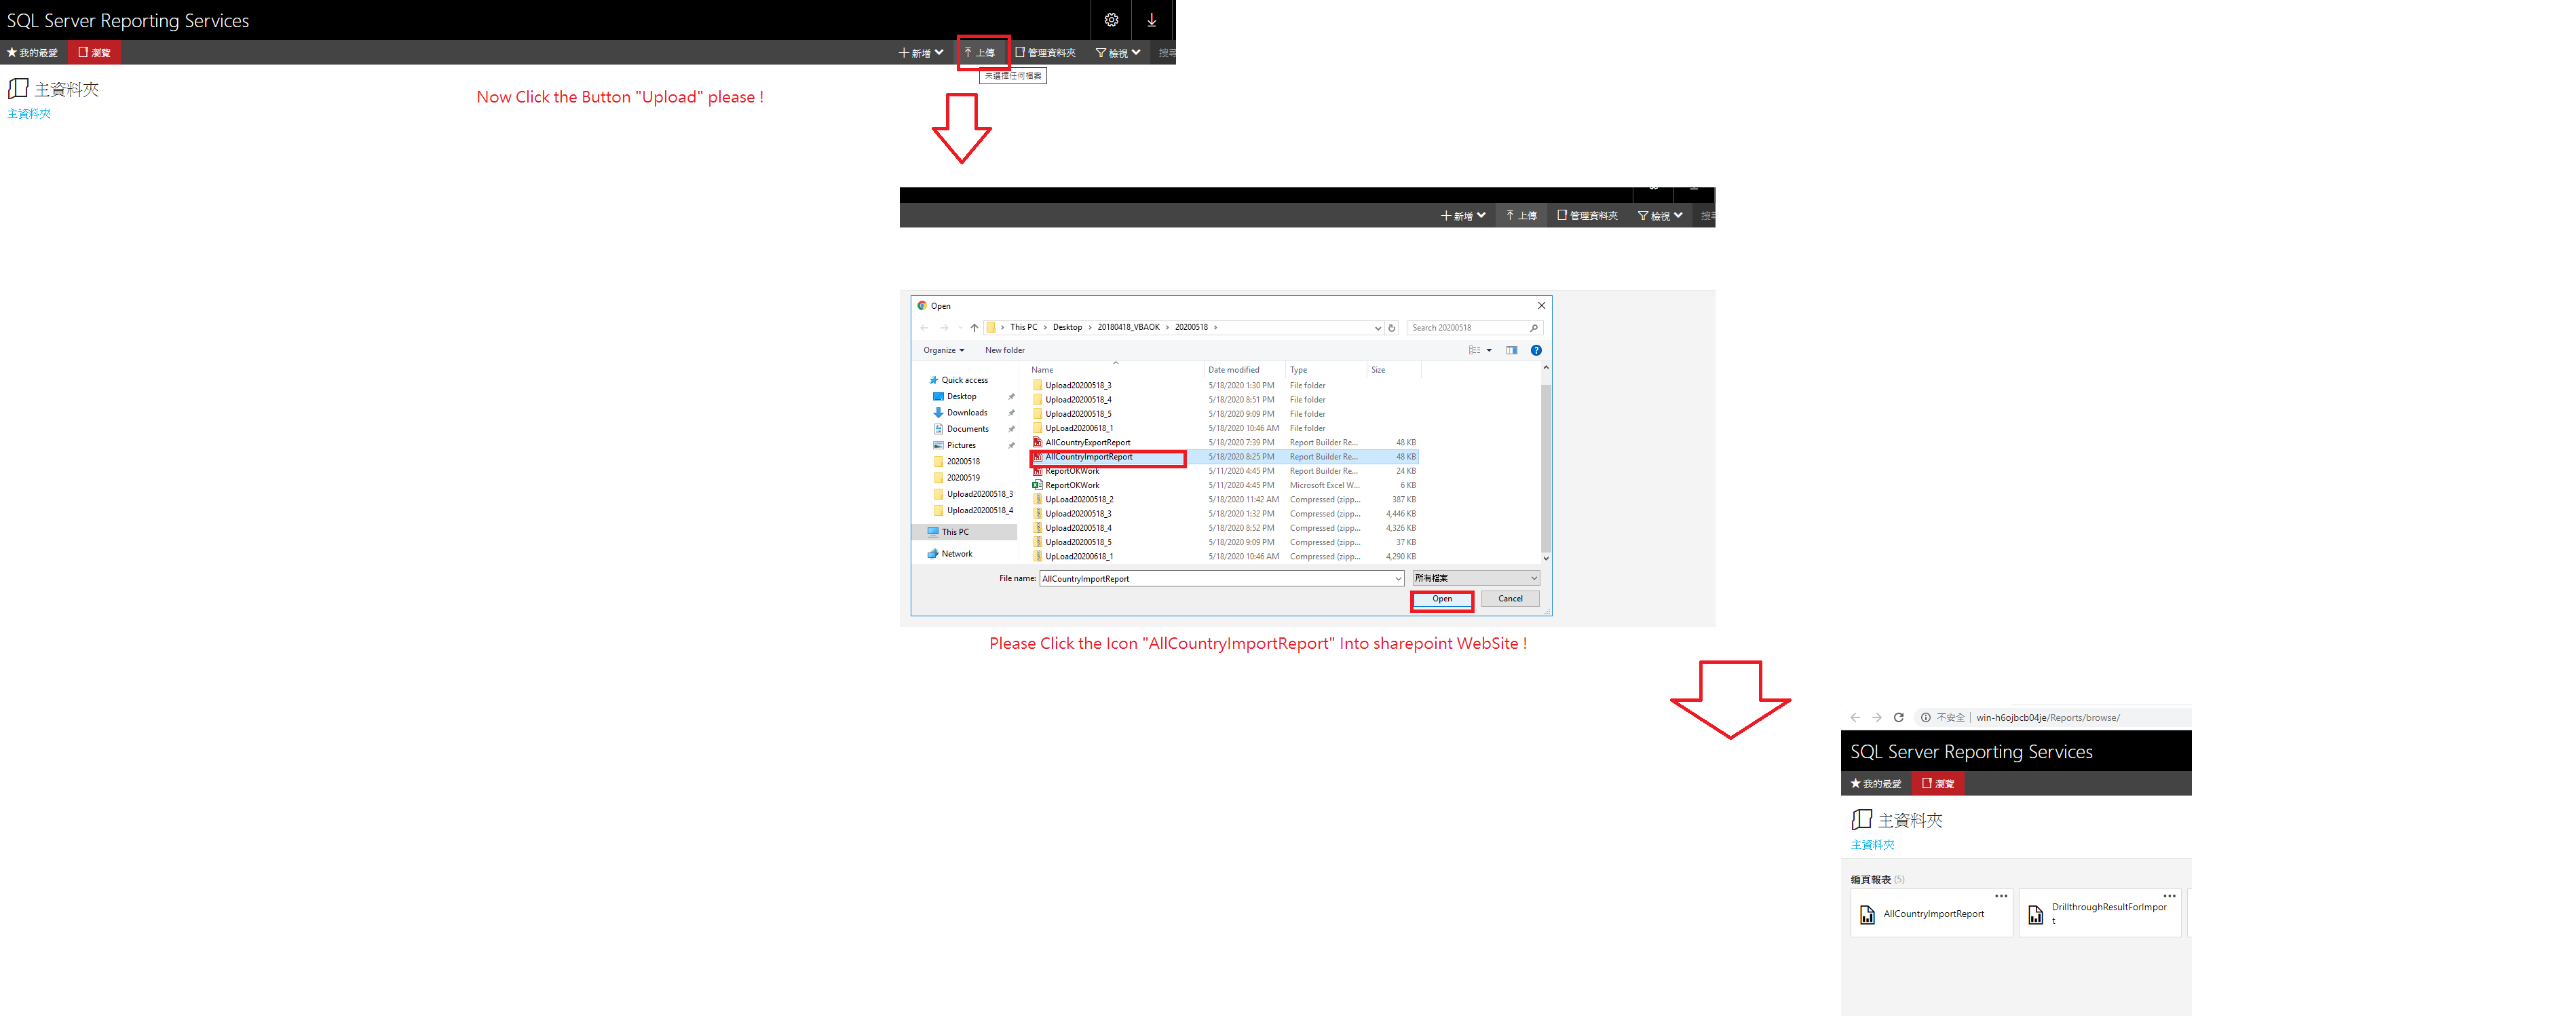 SQL Server Reporting Services
我的最愛 瀏覽 新增 上傳 管理資料夾 檢視 搜尋
未選擇任何檔案
主資料夾
主資料夾
Now Click the Button "Upload" please !
新增 上傳 管理資料夾 檢視 搜尋
Open
This PC > Desktop > 20180418_VBAOK > 20200518 > Search 20200518
Organize New folder
Name Date modified Type Size
Quick access
Desktop
Downloads
Documents
Pictures
20200518
20200519
Upload20200518_3
Upload20200518_4
This PC
Network
Upload20200518_3 5/18/2020 1:30 PM File folder
Upload20200518_4 5/18/2020 8:51 PM File folder
Upload20200518_5 5/18/2020 9:09 PM File folder
UpLoad20200618_1 5/18/2020 10:46 AM File folder
AllCountryExportReport 5/18/2020 7:39 PM Report Builder Re... 48 KB
AllCountryImportReport 5/18/2020 8:25 PM Report Builder Re... 48 KB
ReportOKWork 5/11/2020 4:45 PM Report Builder Re... 24 KB
ReportOKWork 5/11/2020 4:45 PM Microsoft Excel W... 6 KB
UpLoad20200518_2 5/18/2020 11:42 AM Compressed (zipp... 387 KB
Upload20200518_3 5/18/2020 1:32 PM Compressed (zipp... 4,446 KB
Upload20200518_4 5/18/2020 8:52 PM Compressed (zipp... 4,326 KB
Upload20200518_5 5/18/2020 9:09 PM Compressed (zipp... 37 KB
UpLoad20200618_1 5/18/2020 10:46 AM Compressed (zipp... 4,290 KB
File name: AllCountryImportReport 所有檔案
Open Cancel
Please Click the Icon "AllCountryImportReport" Into sharepoint WebSite !
不安全 | win-h6ojbcb04je/Reports/browse/
SQL Server Reporting Services
我的最愛 瀏覽
主資料夾
主資料夾
編頁報表 (5)
AllCountryImportReport
DrillthroughResultForImpor
t